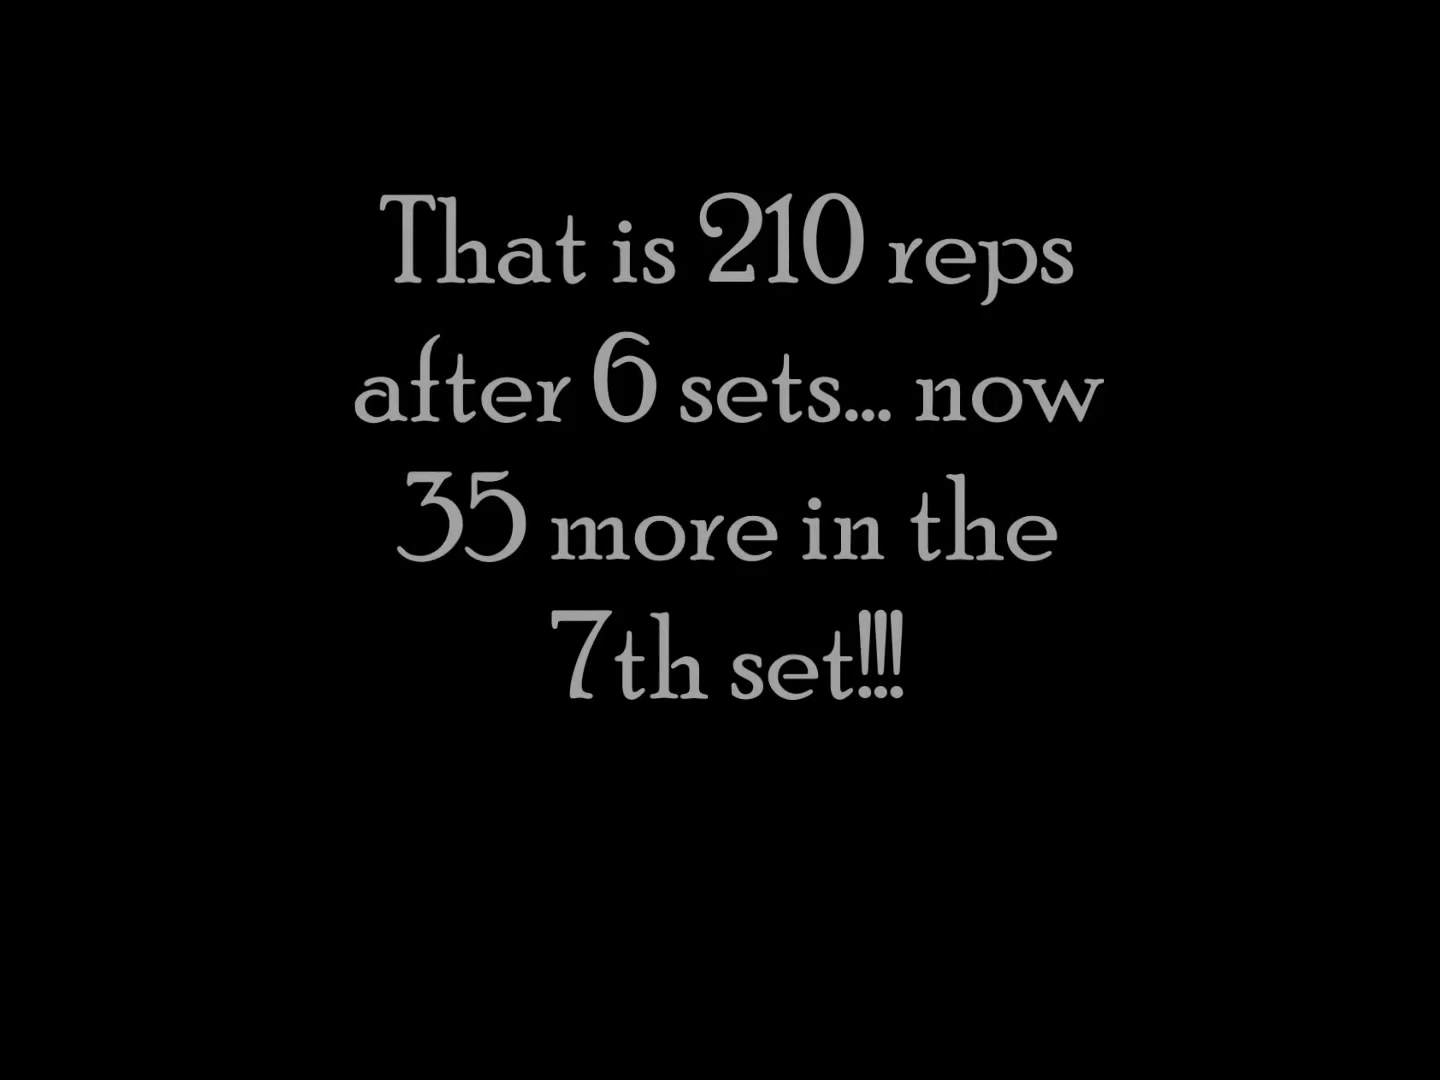 That is 210 reps
after 6 sets... now
35 more in the
7th set!!!